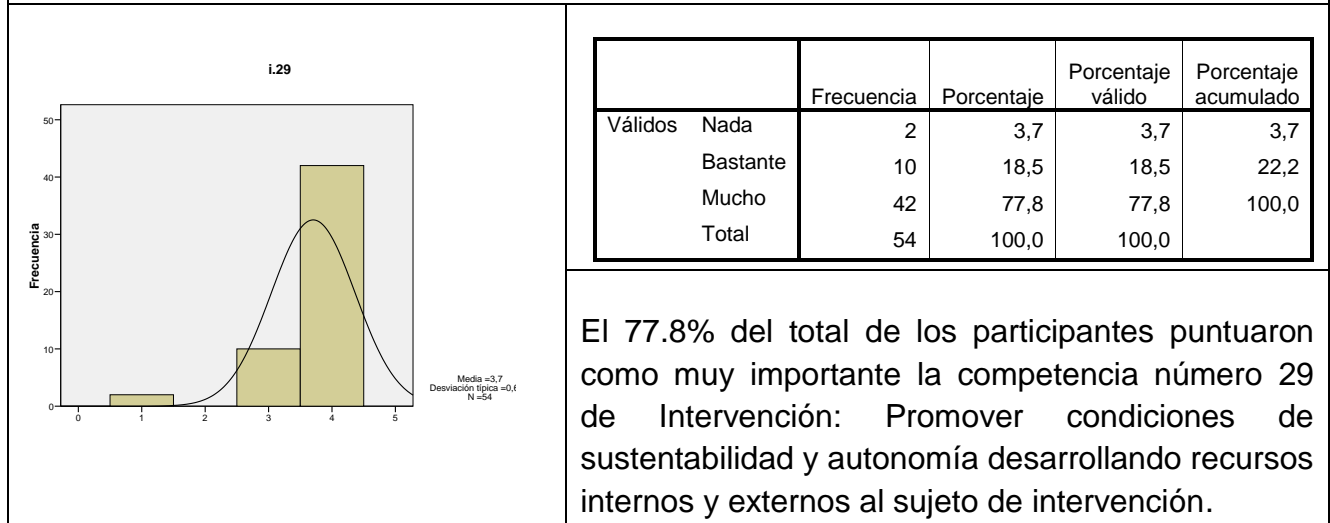 i.29
50
40
30
20
10
0
Frecuencia
0 1 2 3 4 5
Media =3,7
Desviación típica
N =54
Frecuencia Porcentaje Porcentaje válido Porcentaje acumulado
Válidos Nada 2 3,7 3,7 3,7
Bastante 10 18,5 18,5 22,2
Mucho 42 77,8 77,8 100,0
Total 54 100,0 100,0
El 77.8% del total de los participantes puntuaron
como muy importante la competencia número 29
de Intervención: Promover condiciones de
sustentabilidad y autonomía desarrollando recursos
internos y externos al sujeto de intervención.